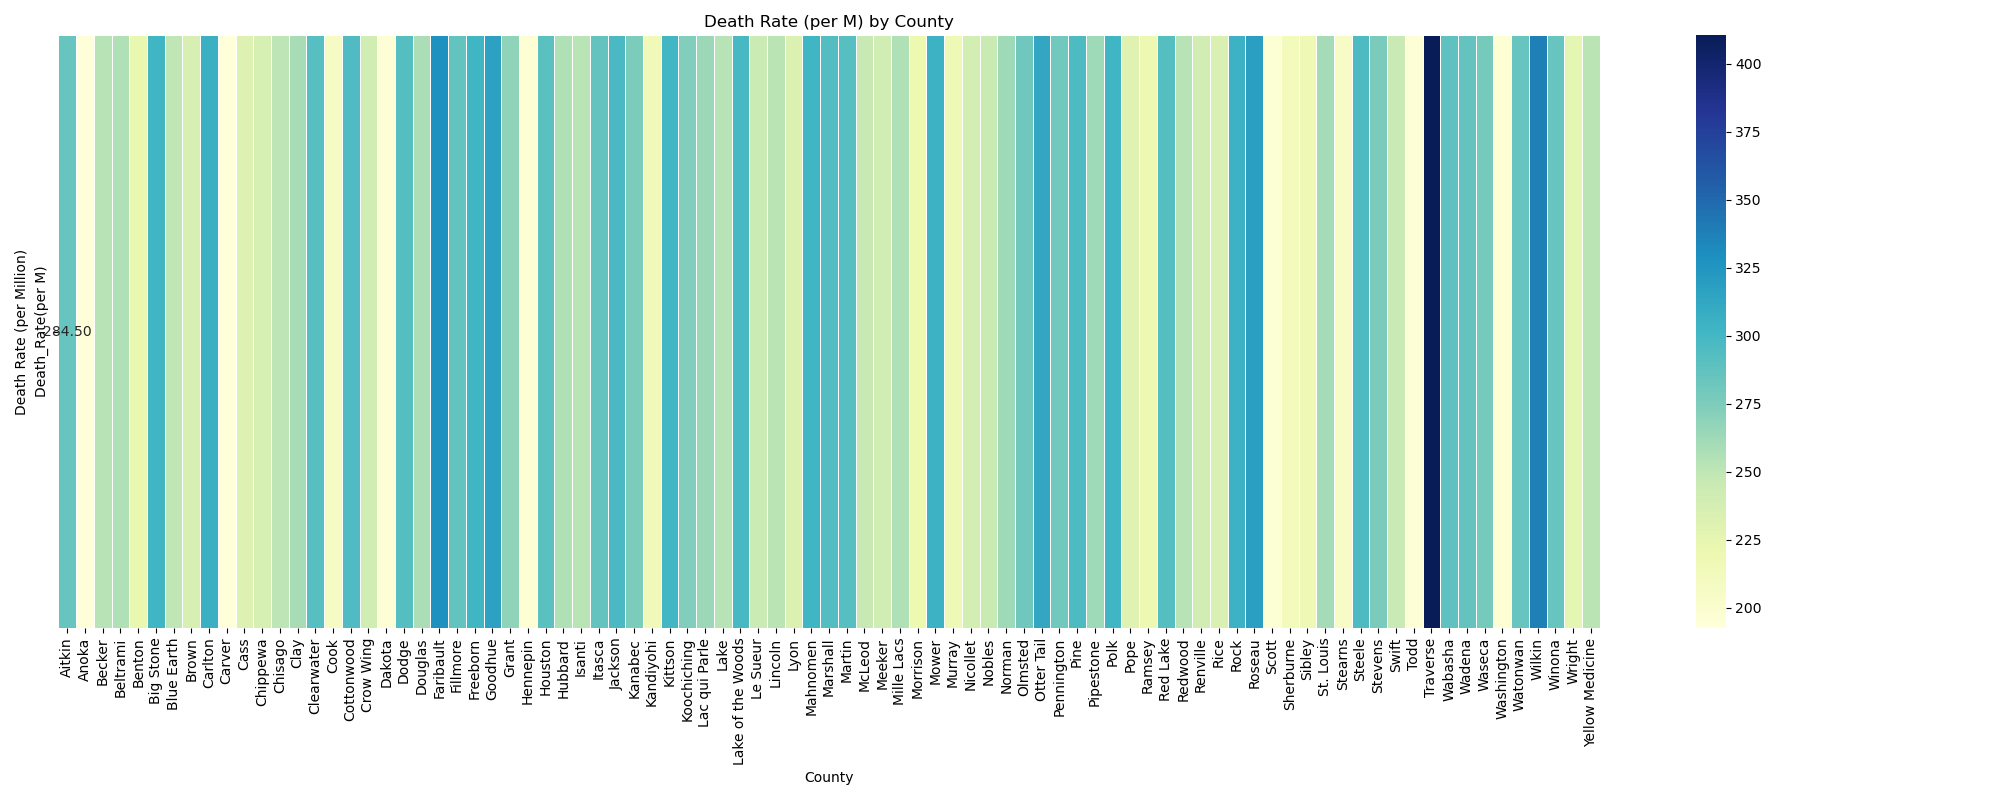 Death Rate (per M) by County
Death Rate (per Million)
Death_Rate(per M)
284.50
400
375
350
325
300
275
250
225
200
Aitkin
Anoka
Becker
Beltrami
Benton
Big Stone
Blue Earth
Brown
Carlton
Carver
Cass
Chippewa
Chisago
Clay
Clearwater
Cook
Cottonwood
Crow Wing
Dakota
Dodge
Douglas
Faribault
Fillmore
Freeborn
Goodhue
Grant
Hennepin
Houston
Hubbard
Isanti
Itasca
Jackson
Kanabec
Kandiyohi
Kittson
Koochiching
Lac qui Parle
Lake
Lake of the Woods
Le Sueur
Lincoln
Lyon
Mahnomen
Marshall
Martin
McLeod
Meeker
Mille Lacs
Morrison
Mower
Murray
Nicollet
Nobles
Norman
Olmsted
Otter Tail
Pennington
Pine
Pipestone
Polk
Pope
Ramsey
Red Lake
Redwood
Renville
Rice
Rock
Roseau
Scott
Sherburne
Sibley
St. Louis
Stearns
Steele
Stevens
Swift
Todd
Traverse
Wabasha
Wadena
Waseca
Washington
Watonwan
Wilkin
Winona
Wright
Yellow Medicine
County